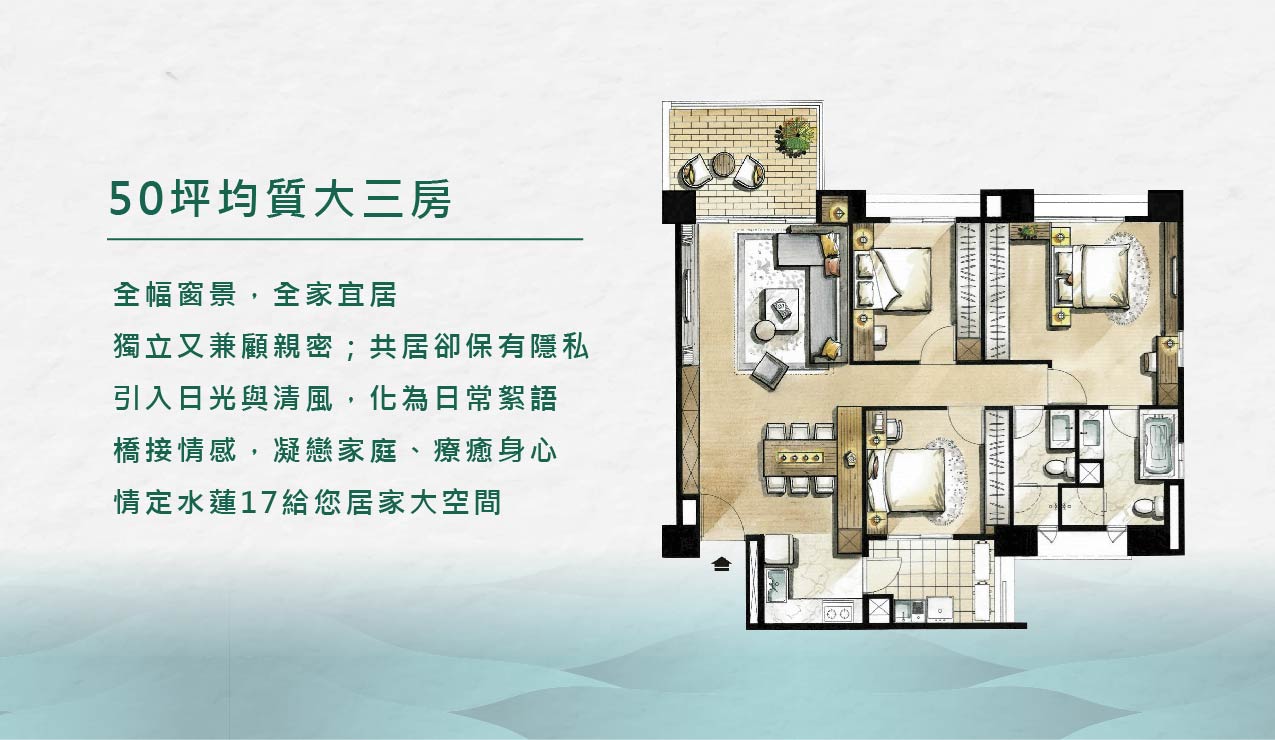 50坪均質大三房
全幅窗景，全家宜居
獨立又兼顧親密；共居卻保有隱私
引入日光與清風，化為日常絮語
橋接情感，凝戀家庭、療癒身心
情定水蓮17給您居家大空間